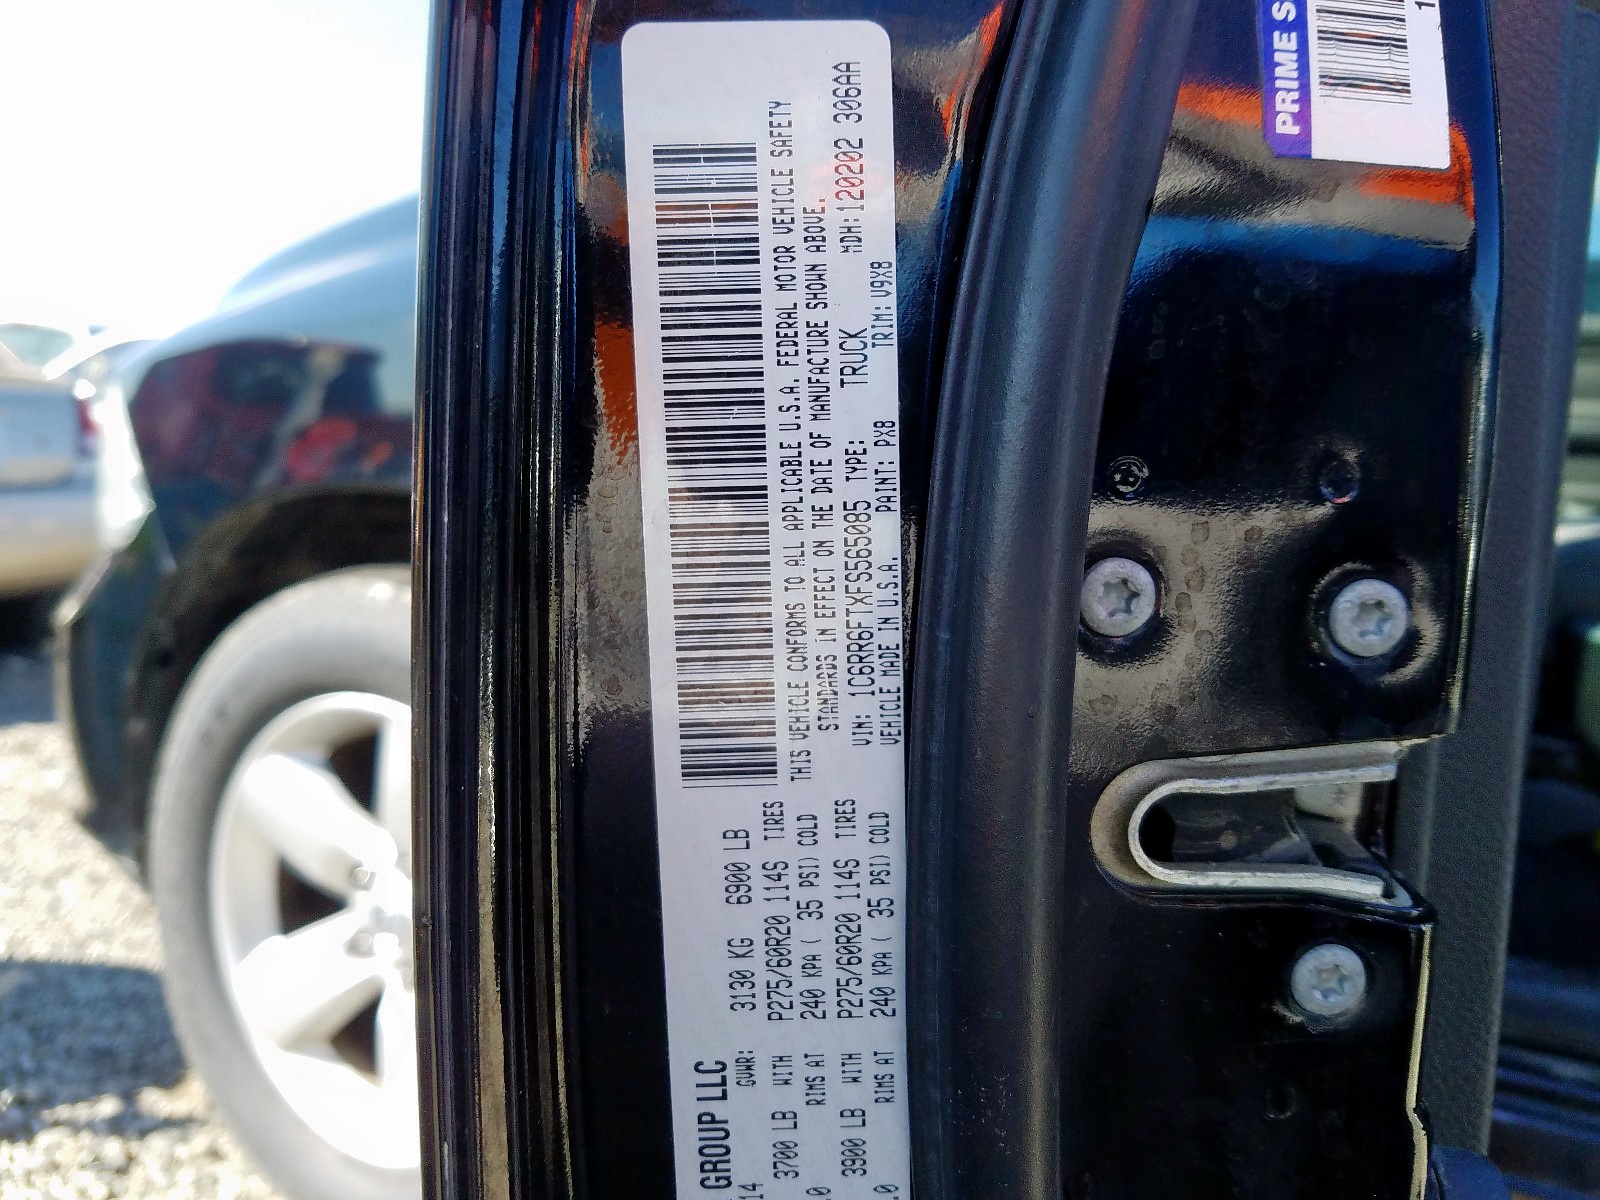 GROUP LLC
14 GVWR: 3130 KG 6900 LB
3700 LB WITH P275/60R20 114S TIRES
.0 RIMS AT 240 KPA ( 35 PSI) COLD
3900 LB WITH P275/60R20 114S TIRES
.0 RIMS AT 240 KPA ( 35 PSI) COLD
THIS VEHICLE CONFORMS TO ALL APPLICABLE U.S.A. FEDERAL MOTOR VEHICLE SAFETY
STANDARDS IN EFFECT ON THE DATE OF MANUFACTURE SHOWN ABOVE.
VIN: 1C6RR6FTXFS565085 TYPE: TRUCK MDH: 120202 306AA
VEHICLE MADE IN U.S.A. PAINT: PX8 TRIM: V9X8
PRIME S
1